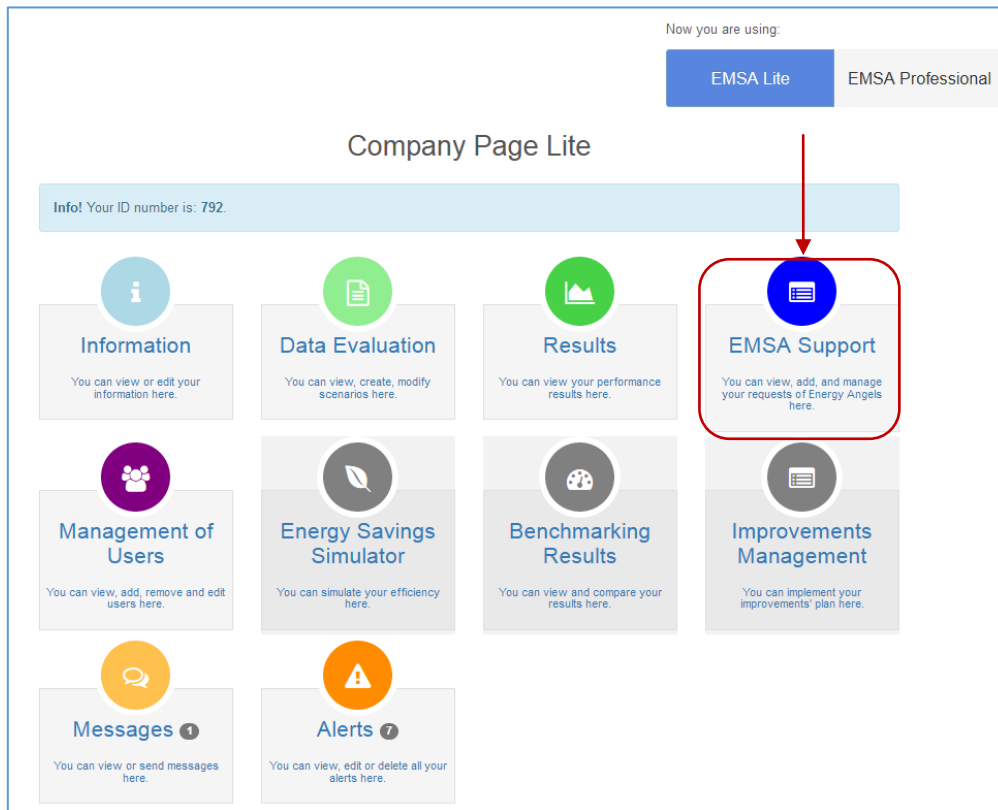 Now you are using:
EMSA Lite
EMSA Professional
Company Page Lite
Info! Your ID number is: 792.
Information
You can view or edit your
information here.
Data Evaluation
You can view, create, modify
scenarios here.
Results
You can view your performance
results here.
EMSA Support
You can view, add, and manage
your requests of Energy Angels
here.
Management of
Users
You can view, add, remove and edit
users here.
Energy Savings
Simulator
You can simulate your efficiency
here.
Benchmarking
Results
You can view and compare your
results here.
Improvements
Management
You can implement your
improvements' plan here.
Messages 1
You can view or send messages
here.
Alerts 7
You can view, edit or delete all your
alerts here.